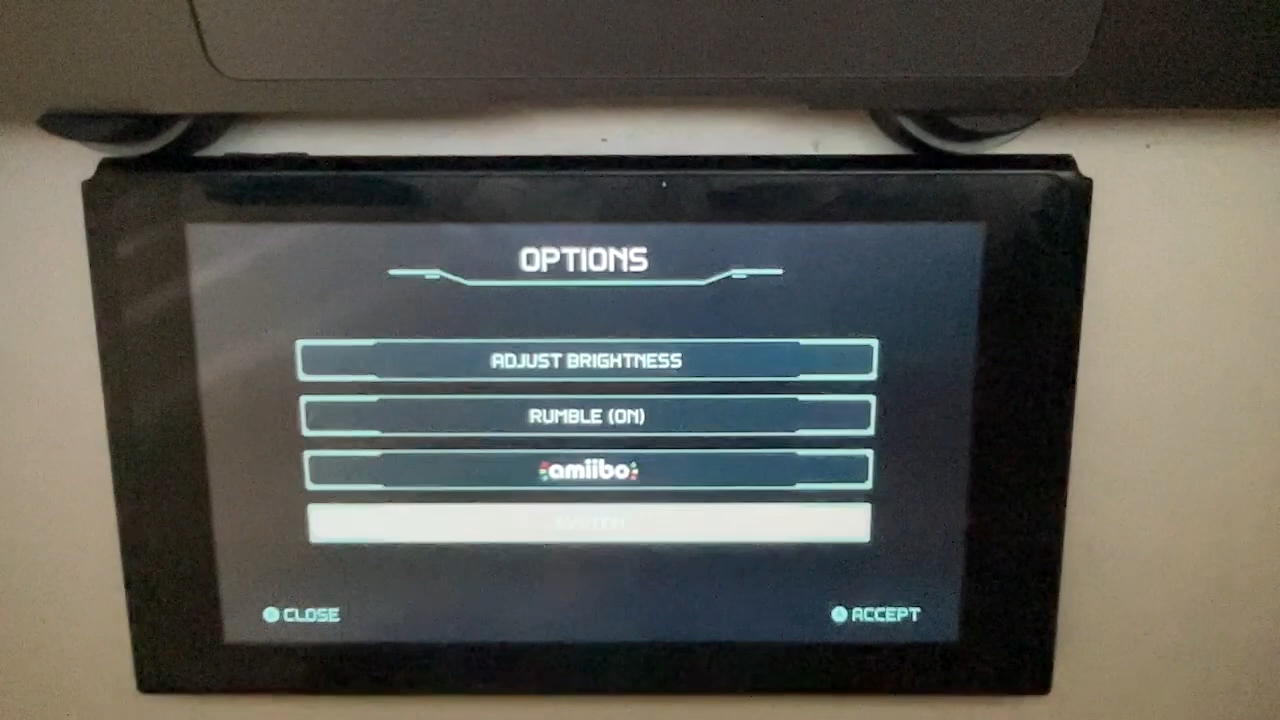 OPTIONS
ADJUST BRIGHTNESS
RUMBLE (ON)
amiibo
CLOSE
ACCEPT